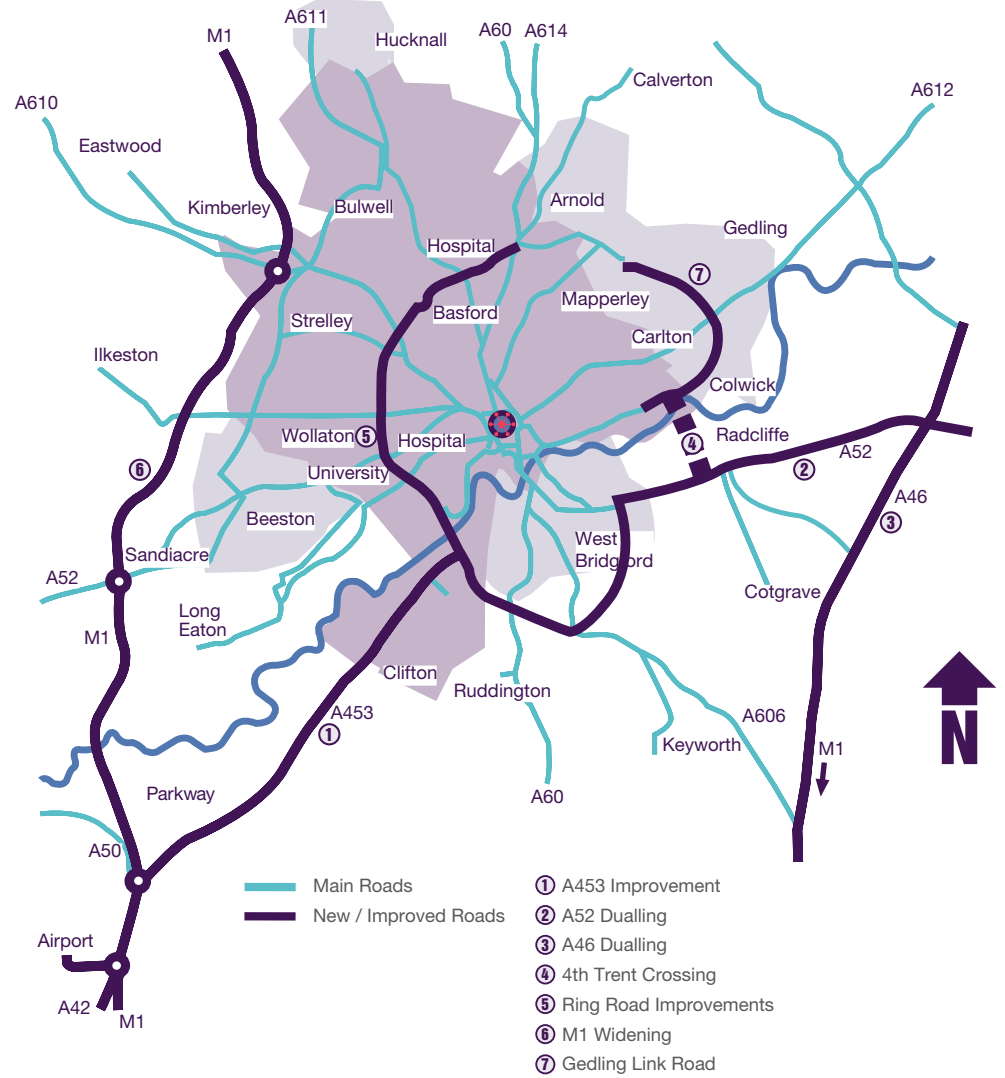 A611
M1
A60 A614
Hucknall
Calverton
A610
A612
Eastwood
Kimberley
Bulwell
Arnold
Gedling
Hospital
7
Mapperley
Basford
Strelley
Carlton
Ilkeston
Colwick
Wollaton 5
Hospital
4
Radcliffe
A52
2
6
University
A46
3
Beeston
West
Bridgford
Sandiacre
A52
Cotgrave
Long
Eaton
M1
Clifton
Ruddington
A453
1
A606
Keyworth
M1
N
Parkway
A60
A50
Airport
A42
M1
Main Roads
New / Improved Roads
1 A453 Improvement
2 A52 Dualling
3 A46 Dualling
4 4th Trent Crossing
5 Ring Road Improvements
6 M1 Widening
7 Gedling Link Road